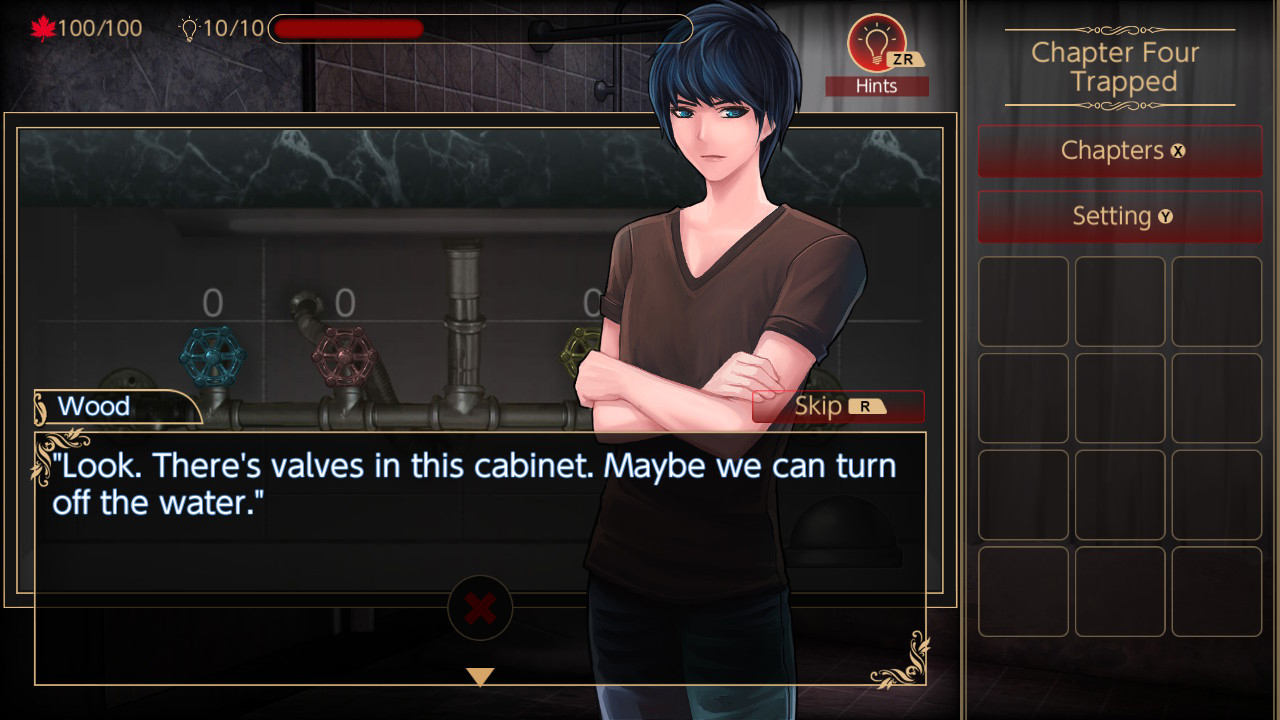 100/100 10/10
ZR
Hints
Chapter Four
Trapped
Chapters X
Setting Y
0 0 0
Wood
Skip R
"Look. There's valves in this cabinet. Maybe we can turn
off the water."